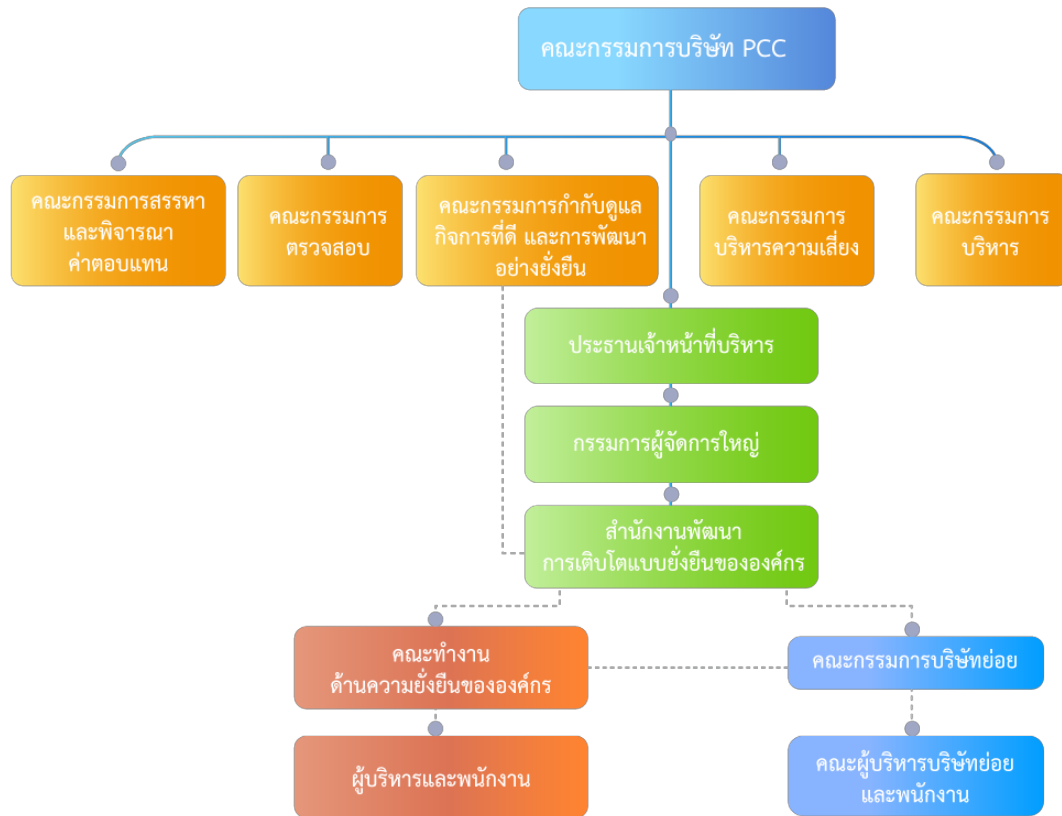 คณะกรรมการบริษัท PCC
คณะกรรมการสรรหา
และพิจารณา
ค่าตอบแทน
คณะกรรมการ
ตรวจสอบ
คณะกรรมการกำกับดูแล
กิจการที่ดี และการพัฒนา
อย่างยั่งยืน
คณะกรรมการ
บริหารความเสี่ยง
คณะกรรมการ
บริหาร
ประธานเจ้าหน้าที่บริหาร
กรรมการผู้จัดการใหญ่
สำนักงานพัฒนา
การเติบโตแบบยั่งยืนขององค์กร
คณะทำงาน
ด้านความยั่งยืนขององค์กร
คณะกรรมการบริษัทย่อย
ผู้บริหารและพนักงาน
คณะผู้บริหารบริษัทย่อย
และพนักงาน